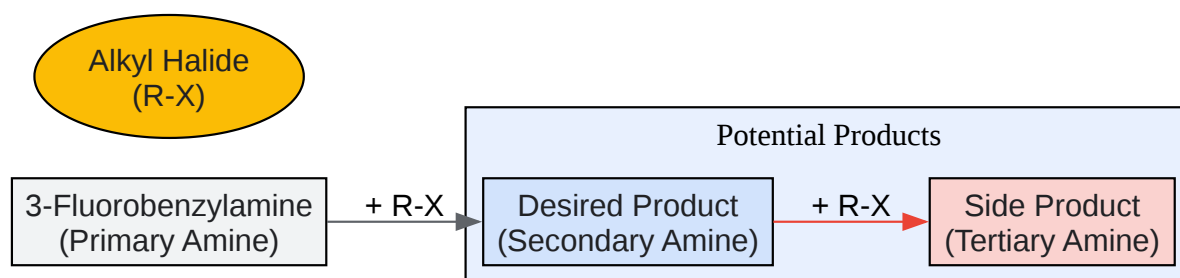 Alkyl Halide
(R-X)
Potential Products
3-Fluorobenzylamine
(Primary Amine)
+ R-X
Desired Product
(Secondary Amine)
+ R-X
Side Product
(Tertiary Amine)